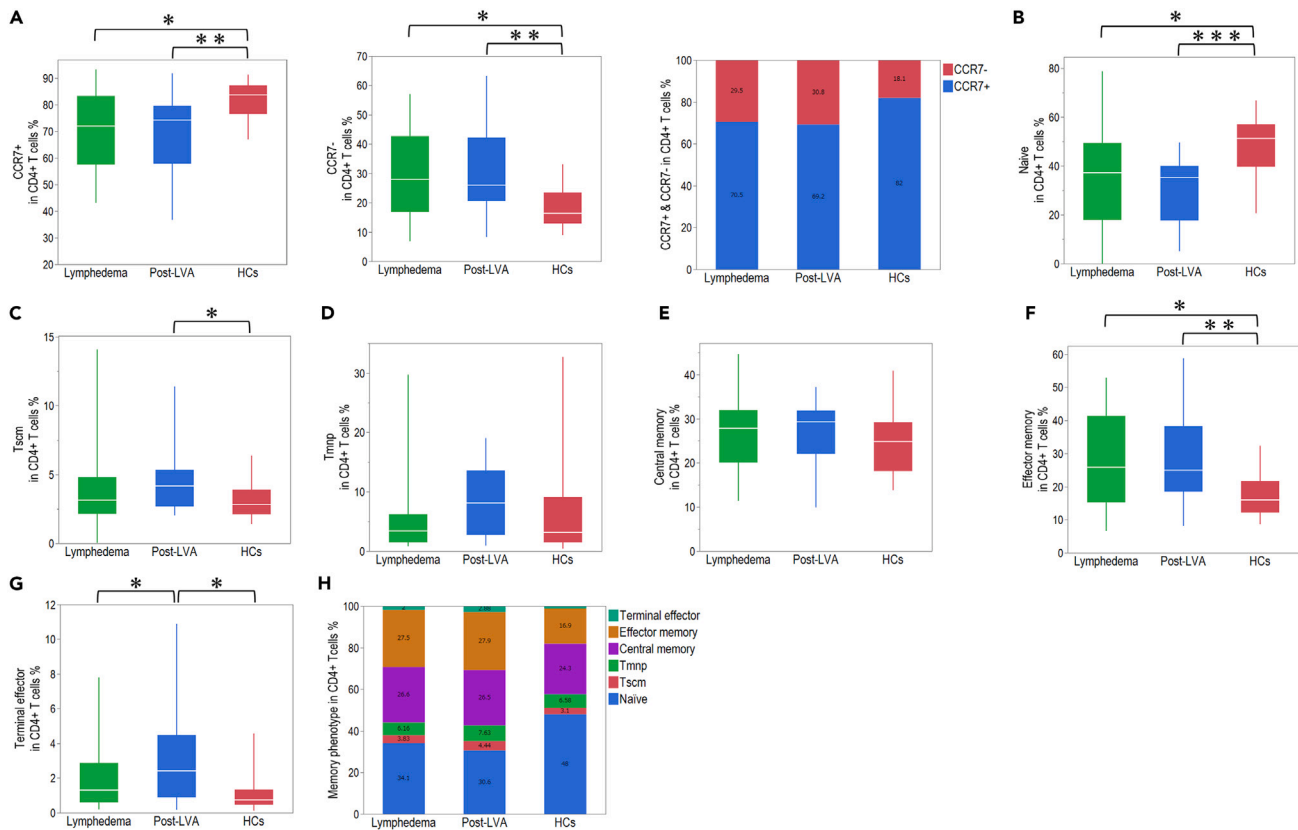 A
*
**
CCR7+
in CD4+ T cells %
90
80
70
60
50
40
30
20
Lymphedema Post-LVA HCs
*
**
CCR7-
in CD4+ T cells %
70
60
50
40
30
20
10
0
Lymphedema Post-LVA HCs
CCR7+ & CCR7- in CD4+ T cells %
100
80
60
40
20
0
29.5 30.8 18.1
70.5 69.2 82
Lymphedema Post-LVA HCs
CCR7-
CCR7+
B
*
***
Naive
in CD4+ T cells %
80
60
40
20
0
Lymphedema Post-LVA HCs
C
*
Tscm
in CD4+ T cells %
15
10
5
0
Lymphedema Post-LVA HCs
D
Tmnp
in CD4+ T cells %
30
20
10
0
Lymphedema Post-LVA HCs
E
Central memory
in CD4+ T cells %
40
30
20
10
0
Lymphedema Post-LVA HCs
F
*
**
Effector memory
in CD4+ T cells %
60
50
40
30
20
10
0
Lymphedema Post-LVA HCs
G
* *
Terminal effector
in CD4+ T cells %
12
10
8
6
4
2
0
Lymphedema Post-LVA HCs
H
Memory phenotype in CD4+ Tcells %
100
80
60
40
20
0
2
27.5 27.9 16.9
26.6 26.5 24.3
6.16 7.63 6.56
3.63 4.44 3.1
34.1 30.6 48
Lymphedema Post-LVA HCs
Terminal effector
Effector memory
Central memory
Tmnp
Tscm
Naïve